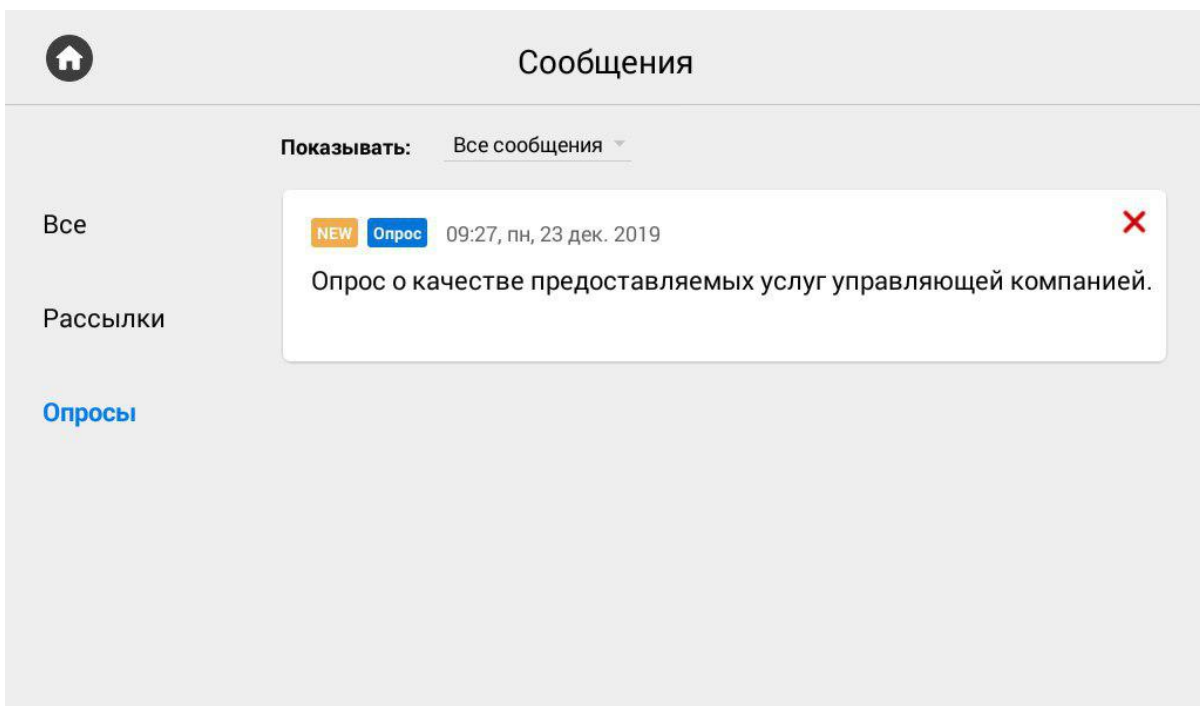 Сообщения
Показывать: Все сообщения
Все
Рассылки
Опросы
NEW Опрос 09:27, пн, 23 дек. 2019
Опрос о качестве предоставляемых услуг управляющей компанией.